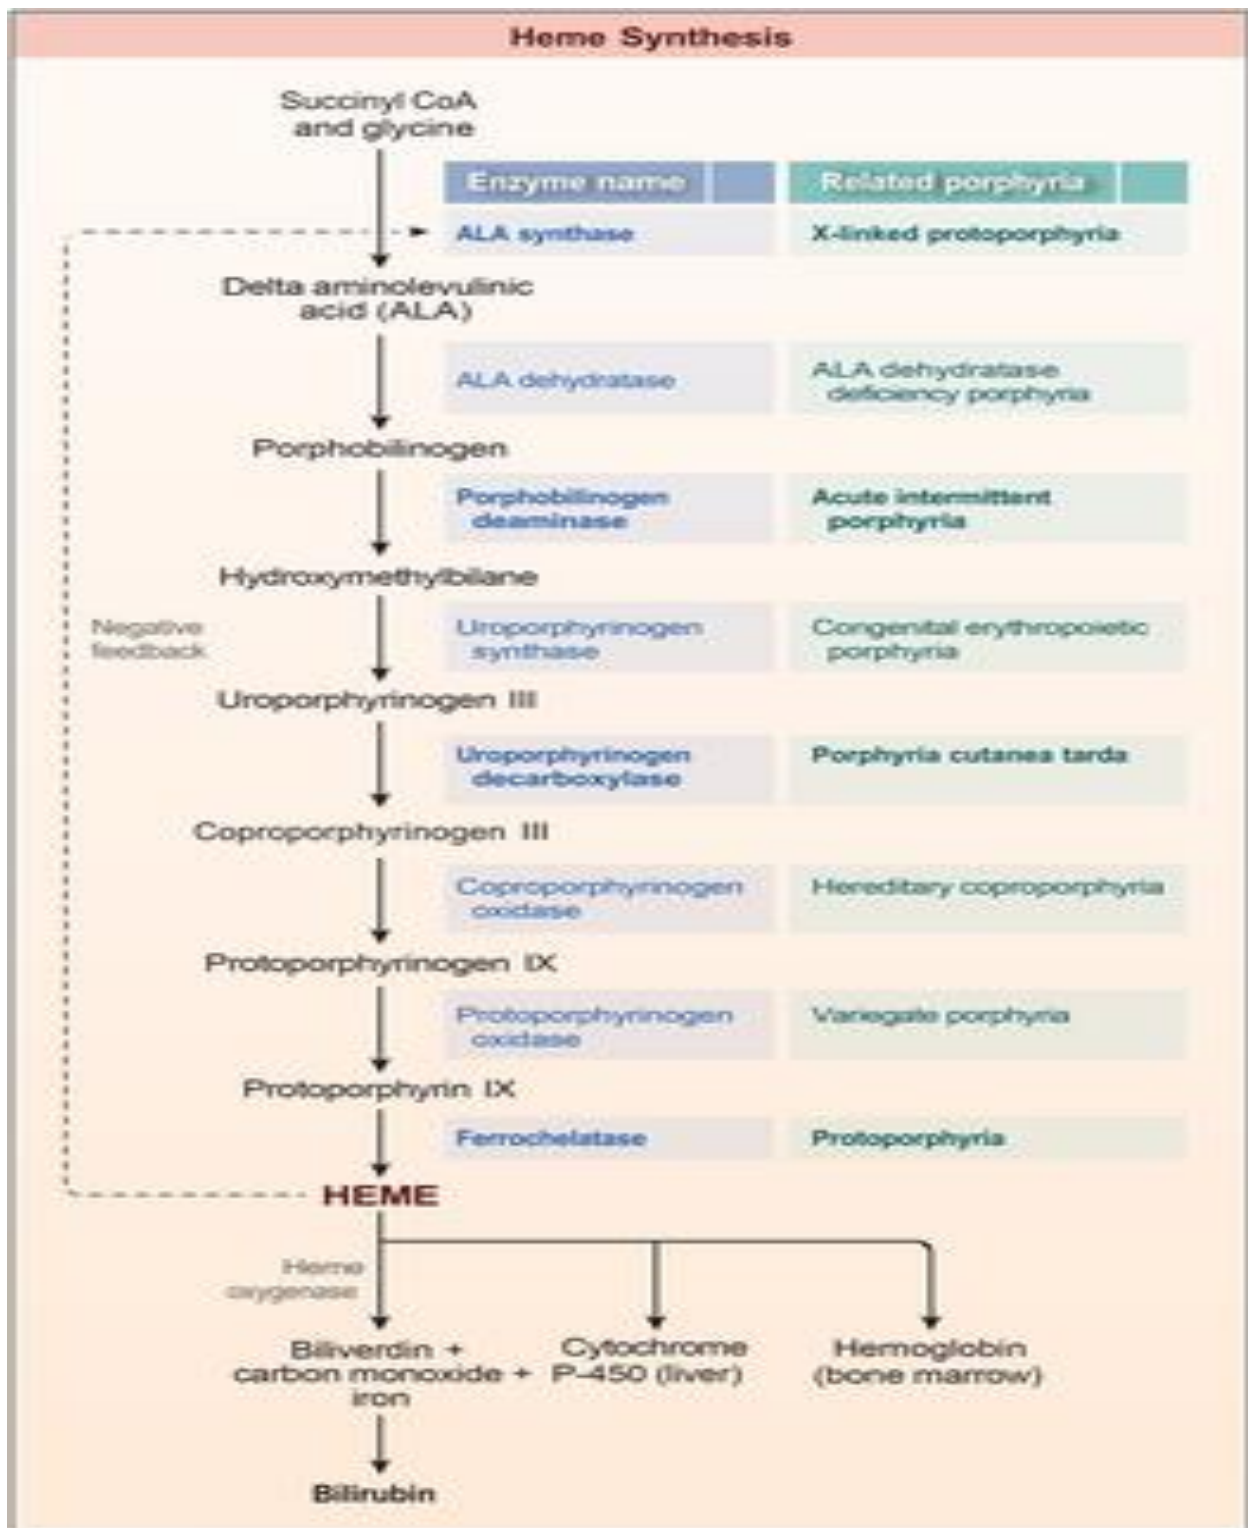 Heme Synthesis
Succinyl CoA
and glycine
Enzyme name
Related porphyria
ALA synthase
X-linked protoporphyria
Delta aminolevulinic
acid (ALA)
ALA dehydratase
ALA dehydratase
deficiency porphyria
Porphobilinogen
Porphobilinogen
deaminase
Acute intermittent
porphyria
Hydroxymethylbilane
Negative
feedback
Uroporphyrinogen
synthase
Congenital erythropoietic
porphyria
Uroporphyrinogen III
Uroporphyrinogen
decarboxylase
Porphyria cutanea tarda
Coproporphyrinogen III
Coproporphyrinogen
oxidase
Hereditary coproporphyria
Protoporphyrinogen IX
Protoporphyrinogen
oxidase
Variegate porphyria
Protoporphyrin IX
Ferrochelatase
Protoporphyria
HEME
Heme
oxygenase
Biliverdin +
carbon monoxide +
iron
Cytochrome
P-450 (liver)
Hemoglobin
(bone marrow)
Bilirubin